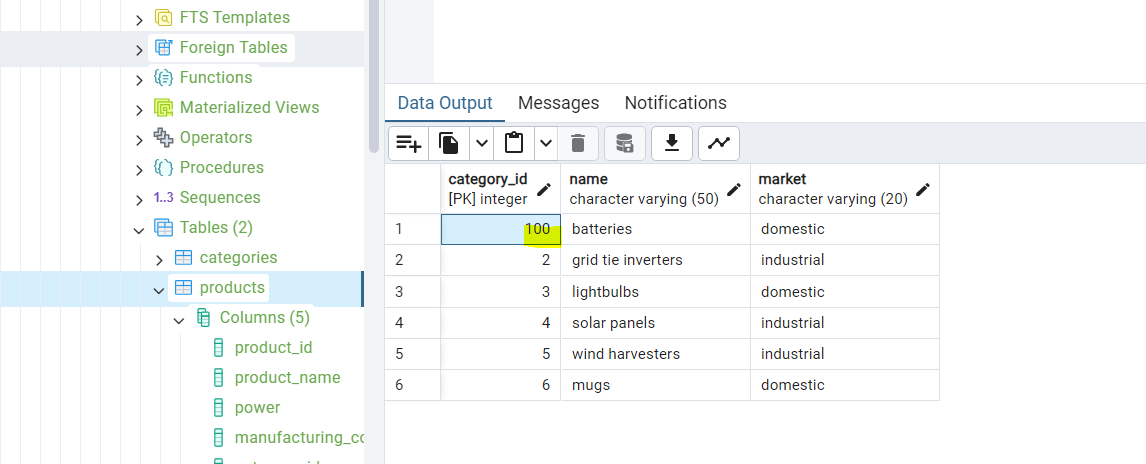 FTS Templates
Foreign Tables
Functions
Materialized Views
Operators
Procedures
1..3 Sequences
Tables (2)
categories
products
Columns (5)
product_id
product_name
power
manufacturing_co
Data Output Messages Notifications
category_id name market
[PK] integer character varying (50) character varying (20)
1 100 batteries domestic
2 2 grid tie inverters industrial
3 3 lightbulbs domestic
4 4 solar panels industrial
5 5 wind harvesters industrial
6 6 mugs domestic